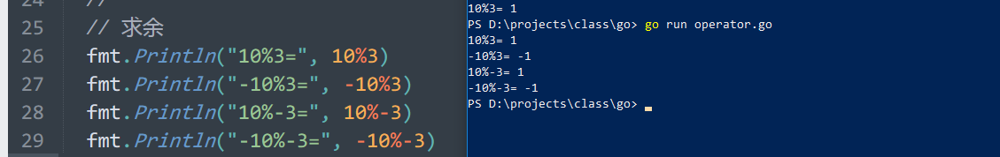 24 //
25 // 求余
26 fmt.Println("10%3=", 10%3)
27 fmt.Println("-10%3=", -10%3)
28 fmt.Println("10%-3=", 10%-3)
29 fmt.Println("-10%-3=", -10%-3)
10%3= 1
PS D:\projects\class\go> go run operator.go
10%3= 1
-10%3= -1
10%-3= 1
-10%-3= -1
PS D:\projects\class\go>